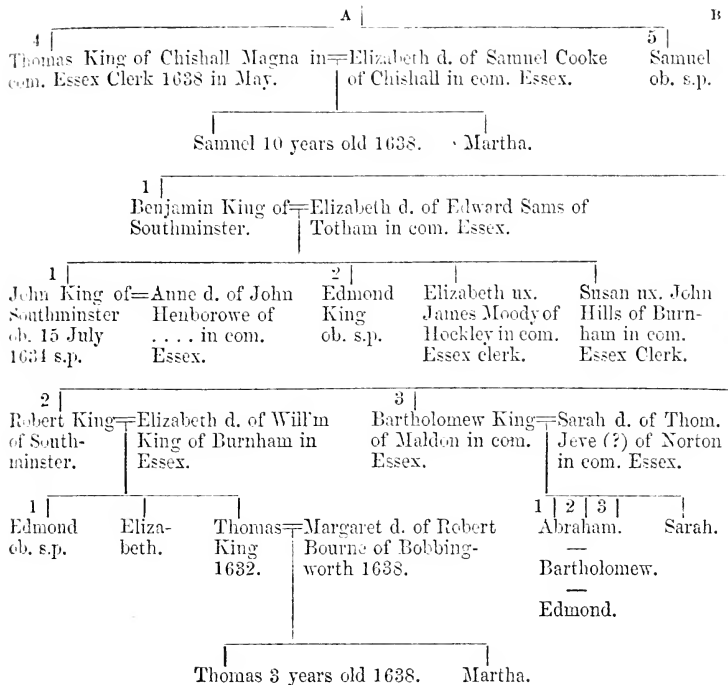 A B
4 5
Thomas King of Chishall Magna in=Elizabeth d. of Samuel Cooke Samuel
com. Essex Clerk 1638 in May. of Chishall in com. Essex. ob. s.p.
Samuel 10 years old 1638. Martha.
1
Benjamin King of=Elizabeth d. of Edward Sams of
Southminster. Totham in com. Essex.
1 2
John King of=Anne d. of John Edmond Elizabeth ux. Susan ux. John
Southminster Henborowe of King James Moody of Hills of Burn-
ob. 15 July . . . . in com. ob. s.p. Hockley in com. ham in com.
1634 s.p. Essex. Essex clerk. Essex Clerk.
2 3
Robert King=Elizabeth d. of Will'm Bartholomew King=Sarah d. of Thom.
of South- King of Burnham in of Maldon in com. Jeve (?) of Norton
minster. Essex. Essex. in com. Essex.
1 1 2 3
Edmond Eliza- Thomas=Margaret d. of Robert Abraham. Sarah.
ob. s.p. beth. King Bourne of Bobbing- —
1632. worth 1638. Bartholomew.
—
Edmond.
Thomas 3 years old 1638. Martha.